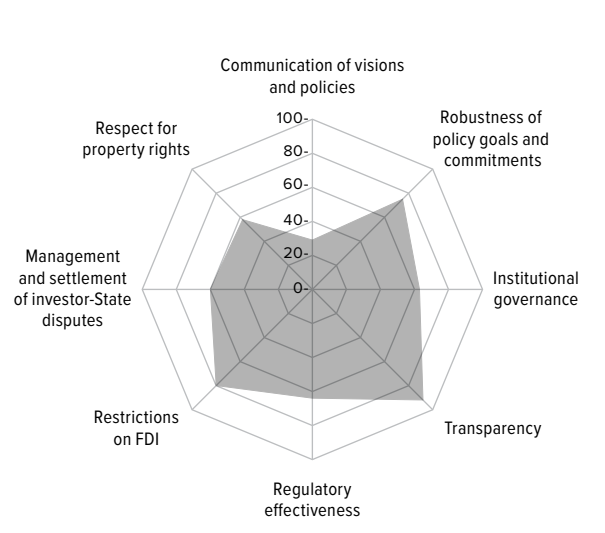 Communication of visions
and policies
Robustness of
policy goals and
commitments
Institutional
governance
Transparency
Regulatory
effectiveness
Restrictions
on FDI
Management
and settlement
of investor-State
disputes
Respect for
property rights
100-
80-
60-
40-
20-
0-